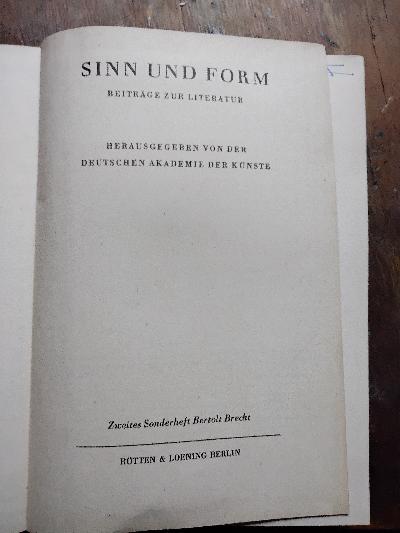 SINN UND FORM
BEITRÄGE ZUR LITERATUR
HERAUSGEGEBEN VON DER
DEUTSCHEN AKADEMIE DER KÜNSTE
Zweites Sonderheft Bertolt Brecht
RÜTTEN & LOENING BERLIN